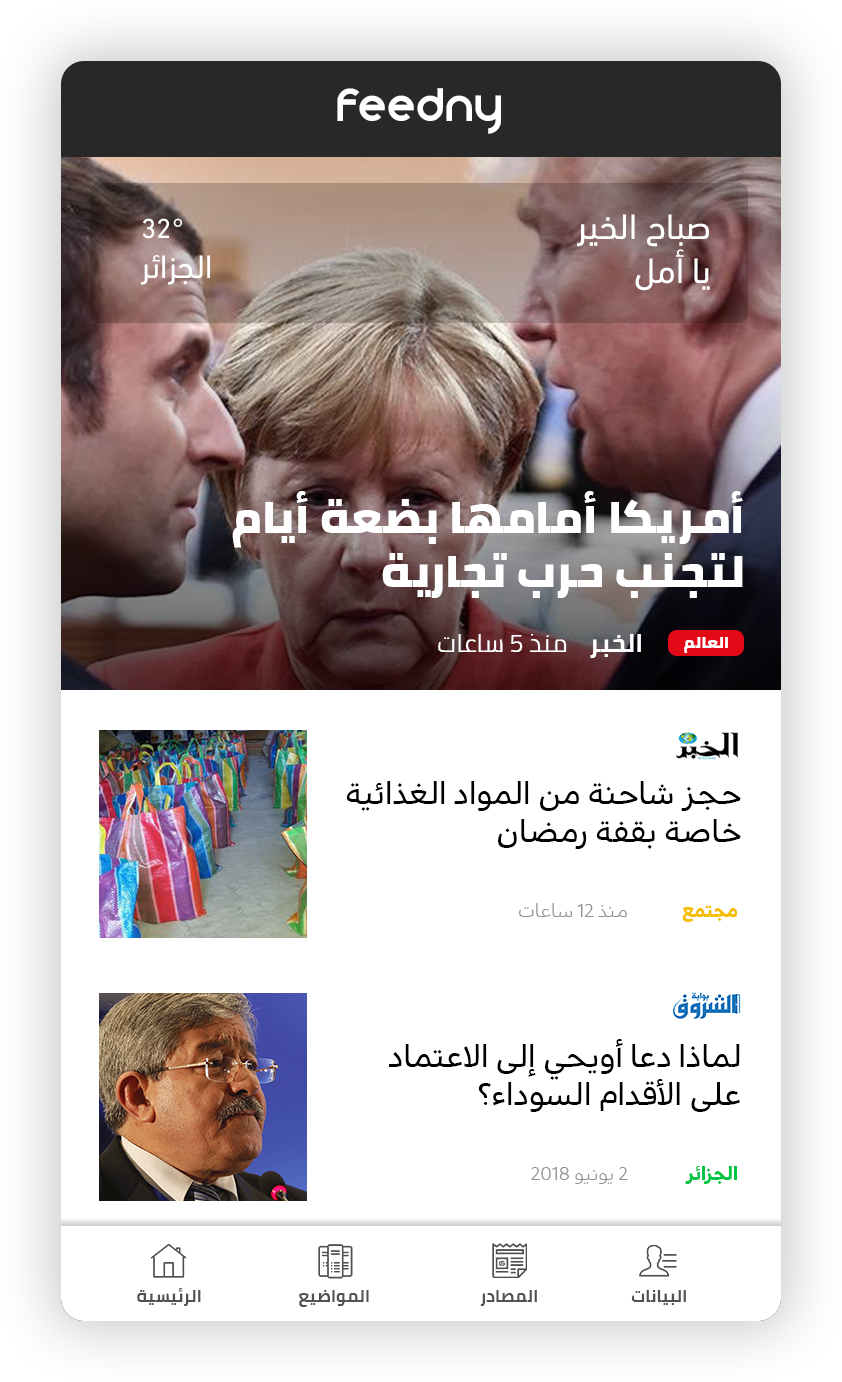 feedny
صباح الخير
يا أمل
32°
الجزائر
أمريكا أمامها بضعة أيام
لتجنب حرب تجارية
العالم الخبر منذ 5 ساعات
الخبر
حجز شاحنة من المواد الغذائية
خاصة بقفة رمضان
مجتمع منذ 12 ساعات
بوابة
الشروق
لماذا دعا أويحي إلى الاعتماد
على الأقدام السوداء؟
الجزائر 2 يونيو 2018
البيانات المصادر المواضيع الرئيسية